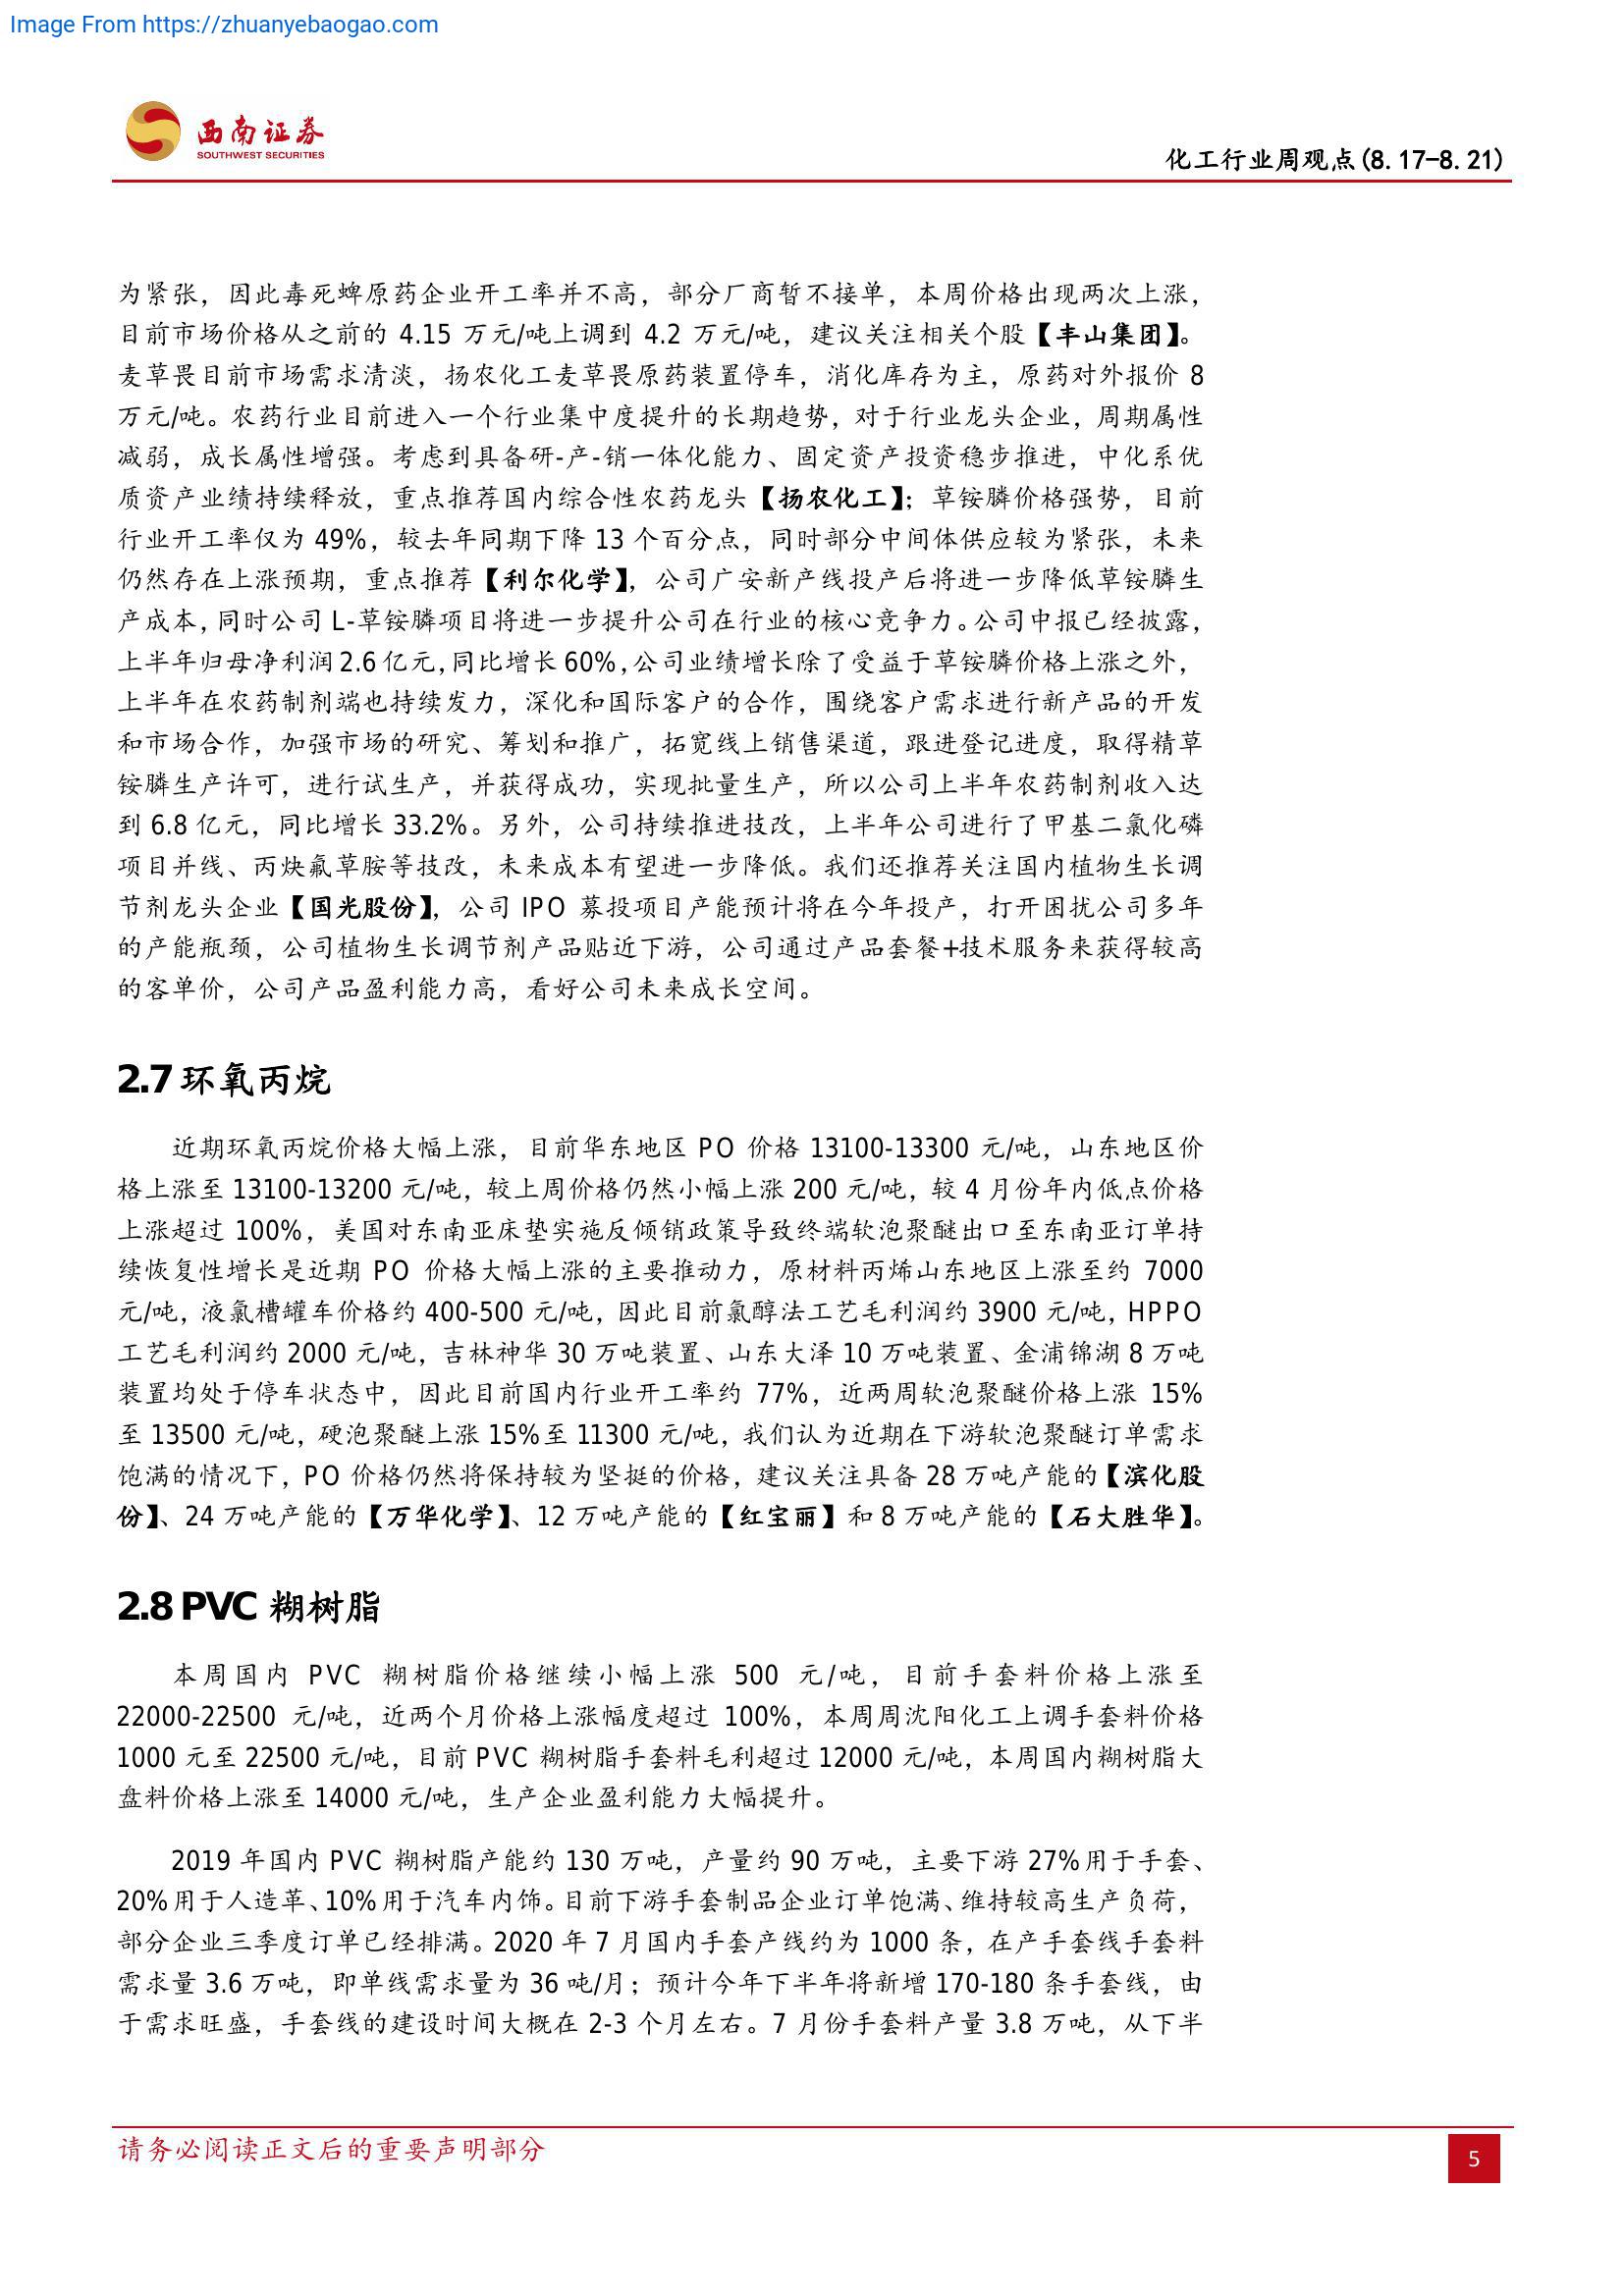 Image From https://zhuanyebaogao.com
西南证券
SOUTHWEST SECURITIES
化工行业周观点(8.17-8.21)
为紧张，因此毒死蜱原药企业开工率并不高，部分厂商暂不接单，本周价格出现两次上涨，
目前市场价格从之前的 4.15 万元/吨上调到 4.2 万元/吨，建议关注相关个股【丰山集团】。
麦草畏目前市场需求清淡，扬农化工麦草畏原药装置停车，消化库存为主，原药对外报价 8
万元/吨。农药行业目前进入一个行业集中度提升的长期趋势，对于行业龙头企业，周期属性
减弱，成长属性增强。考虑到具备研-产-销一体化能力、固定资产投资稳步推进，中化系优
质资产业绩持续释放，重点推荐国内综合性农药龙头【扬农化工】；草铵膦价格强势，目前
行业开工率仅为 49%，较去年同期下降 13 个百分点，同时部分中间体供应较为紧张，未来
仍然存在上涨预期，重点推荐【利尔化学】，公司广安新产线投产后将进一步降低草铵膦生
产成本，同时公司 L-草铵膦项目将进一步提升公司在行业的核心竞争力。公司中报已经披露，
上半年归母净利润 2.6 亿元，同比增长 60%，公司业绩增长除了受益于草铵膦价格上涨之外，
上半年在农药制剂端也持续发力，深化和国际客户的合作，围绕客户需求进行新产品的开发
和市场合作，加强市场的研究、筹划和推广，拓宽线上销售渠道，跟进登记进度，取得精草
铵膦生产许可，进行试生产，并获得成功，实现批量生产，所以公司上半年农药制剂收入达
到 6.8 亿元，同比增长 33.2%。另外，公司持续推进技改，上半年公司进行了甲基二氯化磷
项目并线、丙炔氟草胺等技改，未来成本有望进一步降低。我们还推荐关注国内植物生长调
节剂龙头企业【国光股份】，公司 IPO 募投项目产能预计将在今年投产，打开困扰公司多年
的产能瓶颈，公司植物生长调节剂产品贴近下游，公司通过产品套餐+技术服务来获得较高
的客单价，公司产品盈利能力高，看好公司未来成长空间。
2.7 环氧丙烷
近期环氧丙烷价格大幅上涨，目前华东地区 PO 价格 13100-13300 元/吨，山东地区价
格上涨至 13100-13200 元/吨，较上周价格仍然小幅上涨 200 元/吨，较 4 月份年内低点价格
上涨超过 100%，美国对东南亚床垫实施反倾销政策导致终端软泡聚醚出口至东南亚订单持
续恢复性增长是近期 PO 价格大幅上涨的主要推动力，原材料丙烯山东地区上涨至约 7000
元/吨，液氯槽罐车价格约 400-500 元/吨，因此目前氯醇法工艺毛利润约 3900 元/吨，HPPO
工艺毛利润约 2000 元/吨，吉林神华 30 万吨装置、山东大泽 10 万吨装置、金浦锦湖 8 万吨
装置均处于停车状态中，因此目前国内行业开工率约 77%，近两周软泡聚醚价格上涨 15%
至 13500 元/吨，硬泡聚醚上涨 15%至 11300 元/吨，我们认为近期在下游软泡聚醚订单需求
饱满的情况下，PO 价格仍然将保持较为坚挺的价格，建议关注具备 28 万吨产能的【滨化股
份】、24 万吨产能的【万华化学】、12 万吨产能的【红宝丽】和 8 万吨产能的【石大胜华】。
2.8 PVC 糊树脂
本周国内 PVC 糊树脂价格继续小幅上涨 500 元/吨，目前手套料价格上涨至
22000-22500 元/吨，近两个月价格上涨幅度超过 100%，本周周沈阳化工上调手套料价格
1000 元至 22500 元/吨，目前 PVC 糊树脂手套料毛利超过 12000 元/吨，本周国内糊树脂大
盘料价格上涨至 14000 元/吨，生产企业盈利能力大幅提升。
2019 年国内 PVC 糊树脂产能约 130 万吨，产量约 90 万吨，主要下游 27%用于手套、
20%用于人造革、10%用于汽车内饰。目前下游手套制品企业订单饱满、维持较高生产负荷，
部分企业三季度订单已经排满。2020 年 7 月国内手套产线约为 1000 条，在产手套线手套料
需求量 3.6 万吨，即单线需求量为 36 吨/月；预计今年下半年将新增 170-180 条手套线，由
于需求旺盛，手套线的建设时间大概在 2-3 个月左右。7 月份手套料产量 3.8 万吨，从下半
请务必阅读正文后的重要声明部分
5